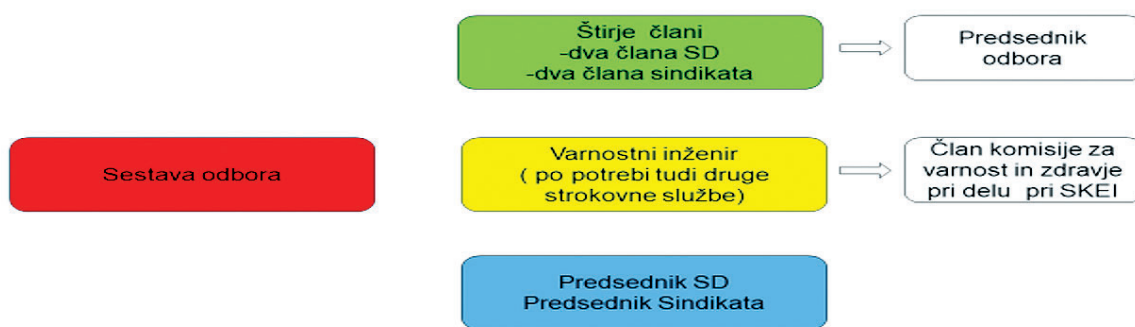 Sestava odbora
Štirje člani
-dva člana SD
-dva člana sindikata
Predsednik
odbora
Varnostni inženir
( po potrebi tudi druge
strokovne službe)
Član komisije za
varnost in zdravje
pri delu pri SKEI
Predsednik SD
Predsednik Sindikata